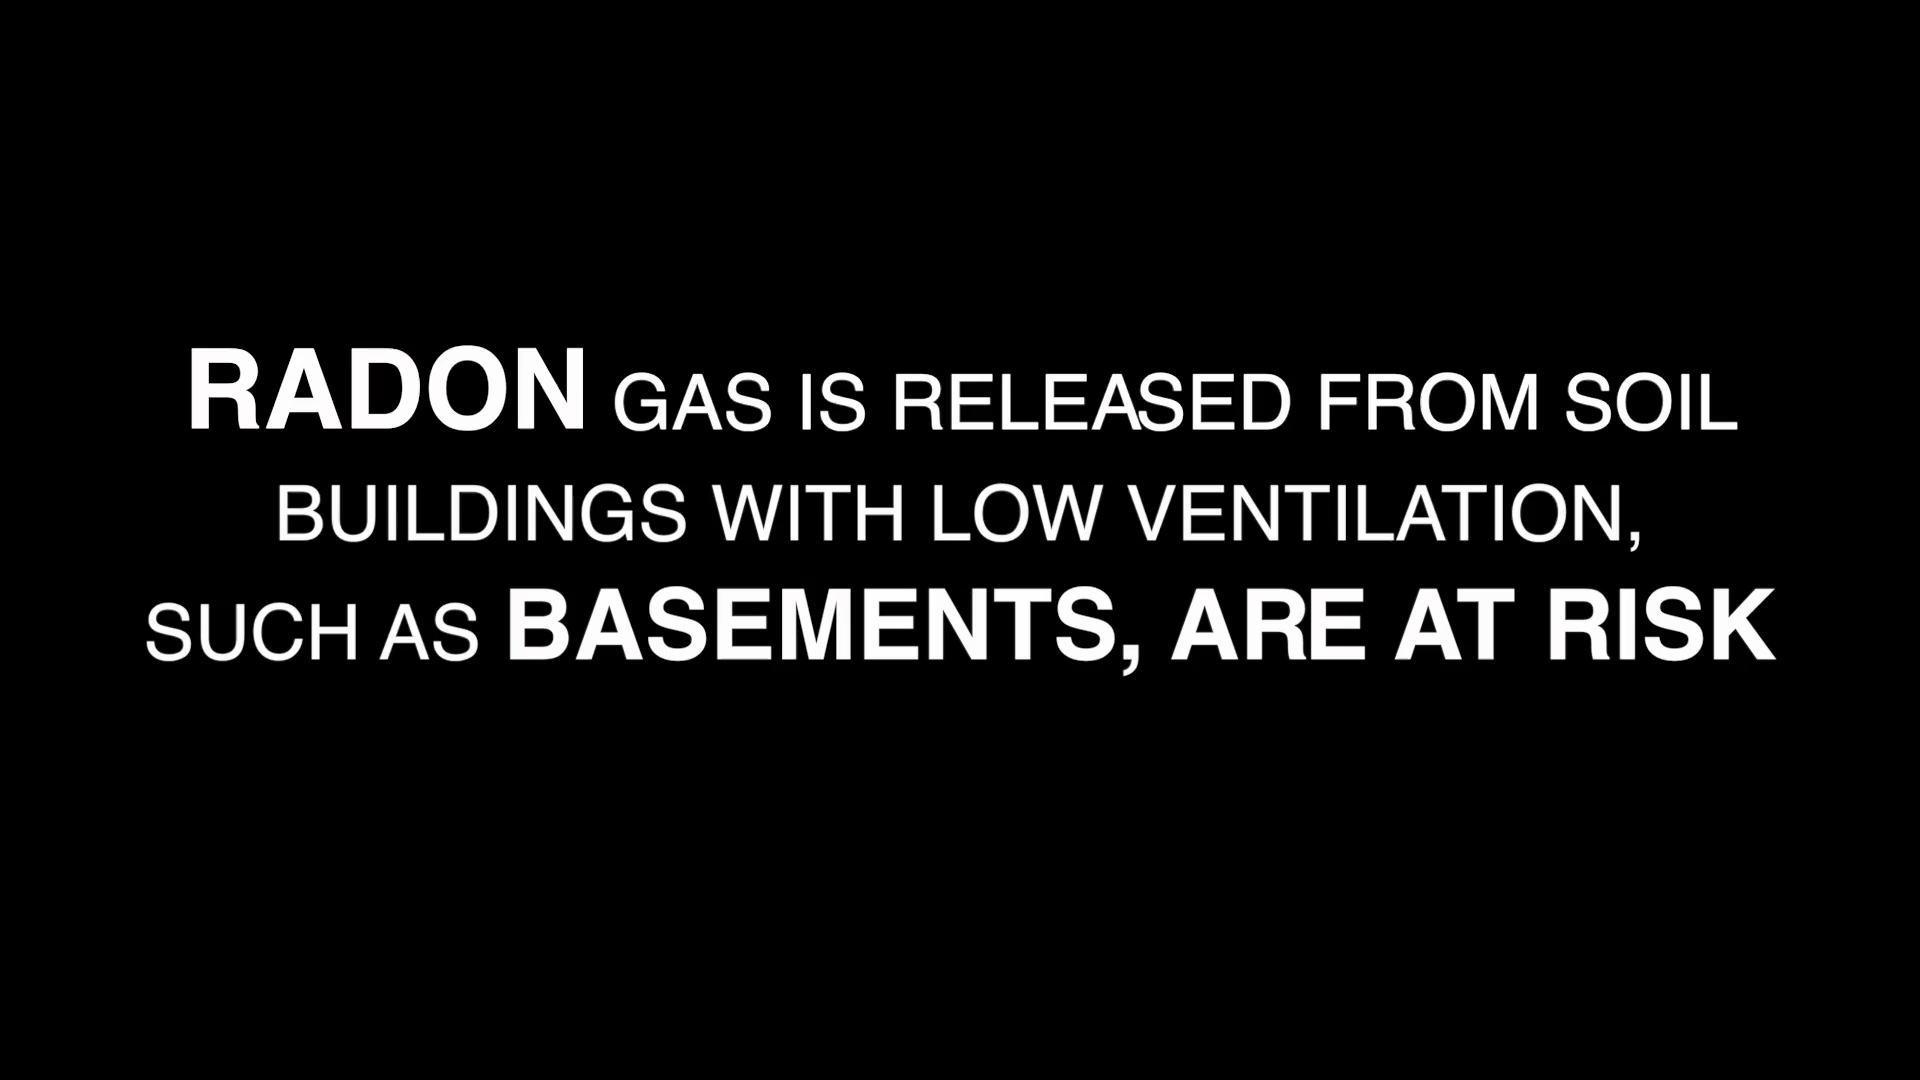 RADON GAS IS RELEASED FROM SOIL
BUILDINGS WITH LOW VENTILATION,
SUCH AS BASEMENTS, ARE AT RISK